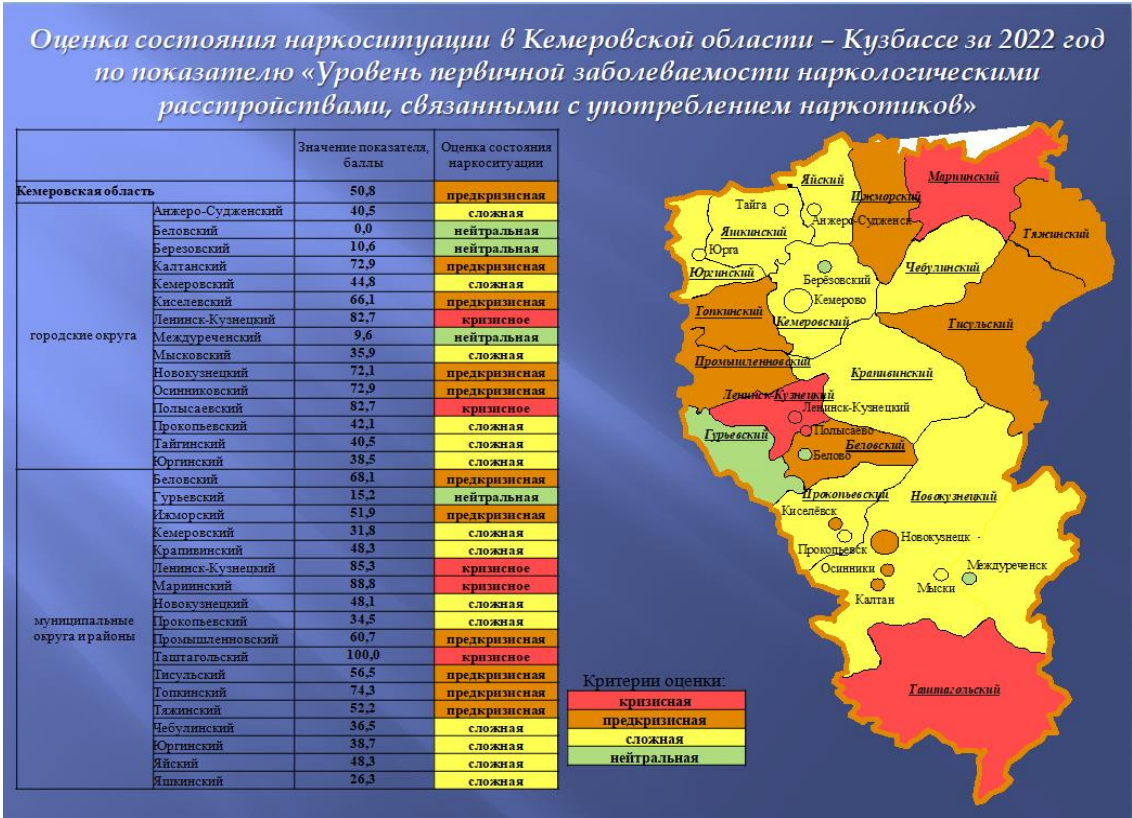 Оценка состояния наркоситуации в Кемеровской области – Кузбассе за 2022 год
по показателю «Уровень первичной заболеваемости наркологическими
расстройствами, связанными с употреблением наркотиков»
Значение показателя, баллы Оценка состояния наркоситуации
Кемеровская область 50,8 предкризисная
городские округа
Анжеро-Судженский 40,5 сложная
Беловский 0,0 нейтральная
Березовский 10,6 нейтральная
Калтанский 72,9 предкризисная
Кемеровский 44,8 сложная
Киселевский 66,1 предкризисная
Ленинск-Кузнецкий 82,7 кризисное
Междуреченский 9,6 нейтральная
Мысковский 35,9 сложная
Новокузнецкий 72,1 предкризисная
Осинниковский 72,9 предкризисная
Полысаевский 82,7 кризисное
Прокопьевский 42,1 сложная
Тайгинский 40,5 сложная
Юргинский 38,5 сложная
муниципальные
округа и районы
Беловский 68,1 предкризисная
Гурьевский 15,2 нейтральная
Ижморский 51,9 предкризисная
Кемеровский 31,8 сложная
Крапивинский 48,3 сложная
Ленинск-Кузнецкий 85,3 кризисное
Мариинский 88,8 кризисное
Новокузнецкий 48,1 сложная
Прокопьевский 34,5 сложная
Промышленновский 60,7 предкризисная
Таштагольский 100,0 кризисное
Тисульский 56,5 предкризисная
Топкинский 74,3 предкризисная
Тяжинский 52,2 предкризисная
Чебулинский 36,5 сложная
Юргинский 38,7 сложная
Яйский 48,3 сложная
Яшкинский 26,3 сложная
Критерии оценки:
кризисная
предкризисная
сложная
нейтральная
Яйский
Мариинский
Ижморский
Тайга
Анжеро-Судженск
Яшкинский
Тяжинский
Юрга
Юргинский
Чебулинский
Берёзовский
Кемерово
Топкинский
Кемеровский
Тисульский
Промышленновский
Крапивинский
Ленинск-Кузнецкий
Ленинск-Кузнецкий
Полысаево
Гурьевский
Беловский
Белово
Прокопьевский
Новокузнецкий
Киселёвск
Новокузнецк
Прокопьевск
Осинники
Междуреченск
Мыски
Калтан
Таштагольский